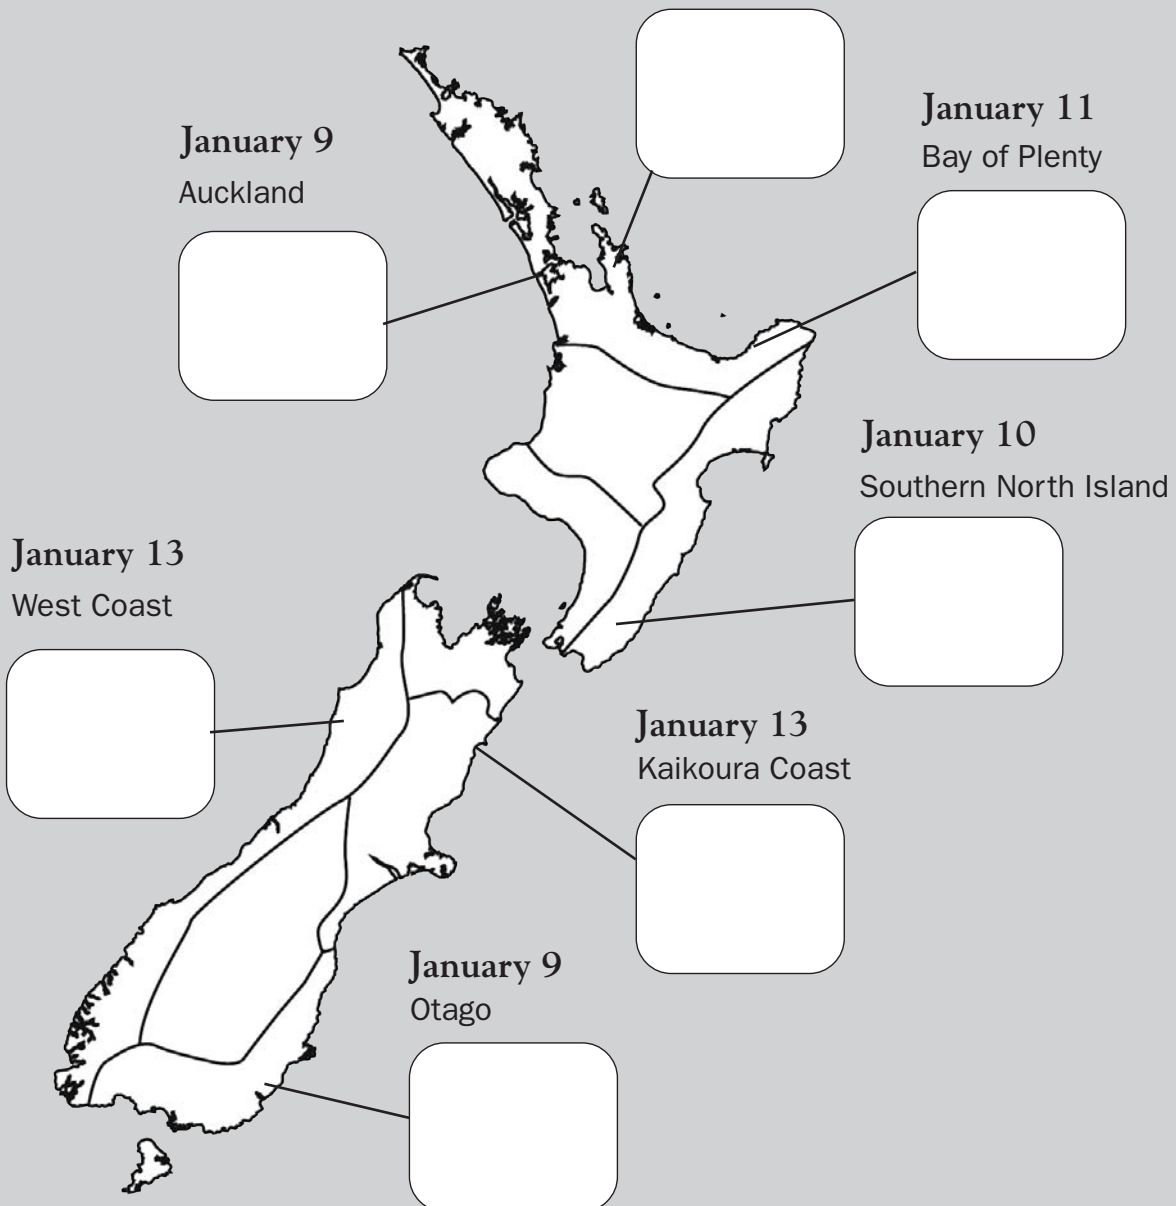 January 9
Auckland
January 11
Bay of Plenty
January 10
Southern North Island
January 13
West Coast
January 13
Kaikoura Coast
January 9
Otago